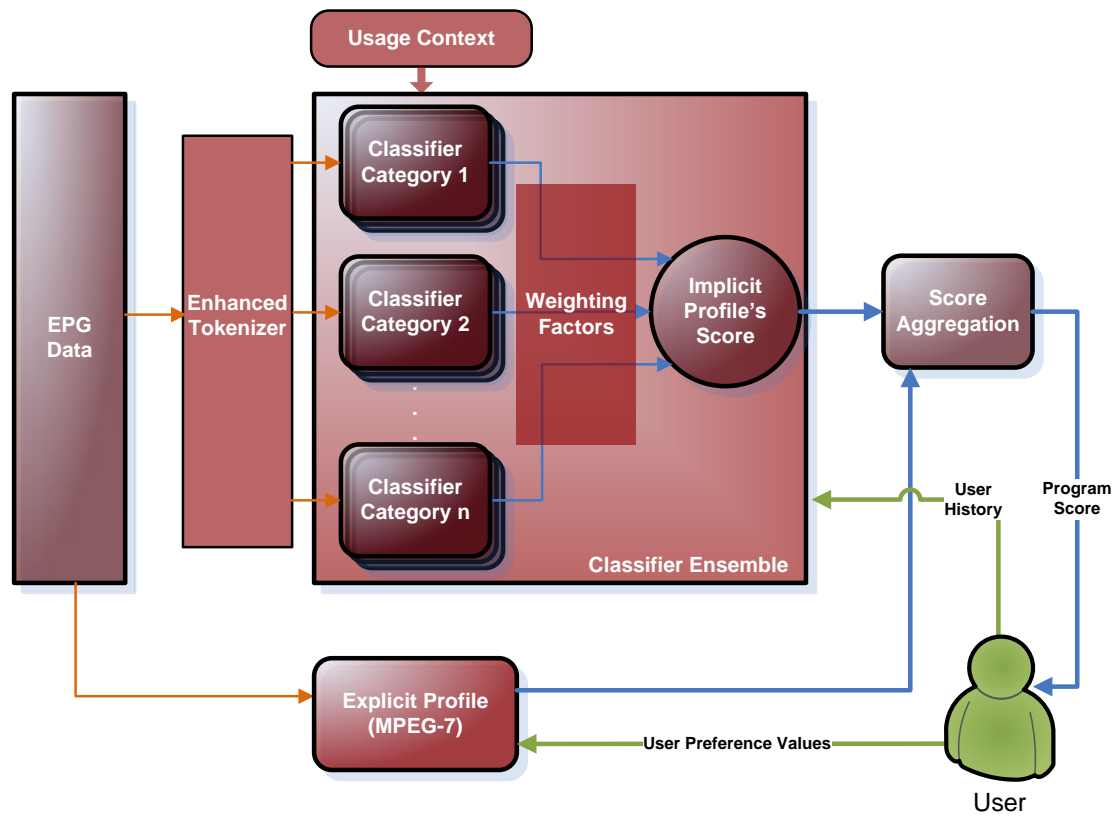 Usage Context
EPG
Data
Enhanced
Tokenizer
Classifier
Category 1
Classifier
Category 2
.
.
.
Classifier
Category n
Weighting
Factors
Implicit
Profile's
Score
Classifier Ensemble
Score
Aggregation
User
History
Program
Score
Explicit Profile
(MPEG-7)
User Preference Values
User